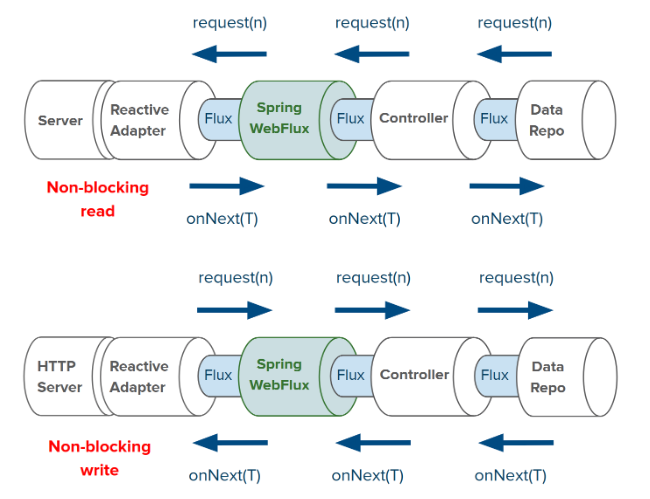 request(n) request(n) request(n)
Server
Reactive
Adapter
Flux
Spring
WebFlux
Flux
Controller
Flux
Data
Repo
Non-blocking
read
onNext(T) onNext(T) onNext(T)
request(n) request(n) request(n)
HTTP
Server
Reactive
Adapter
Flux
Spring
WebFlux
Flux
Controller
Flux
Data
Repo
Non-blocking
write
onNext(T) onNext(T) onNext(T)